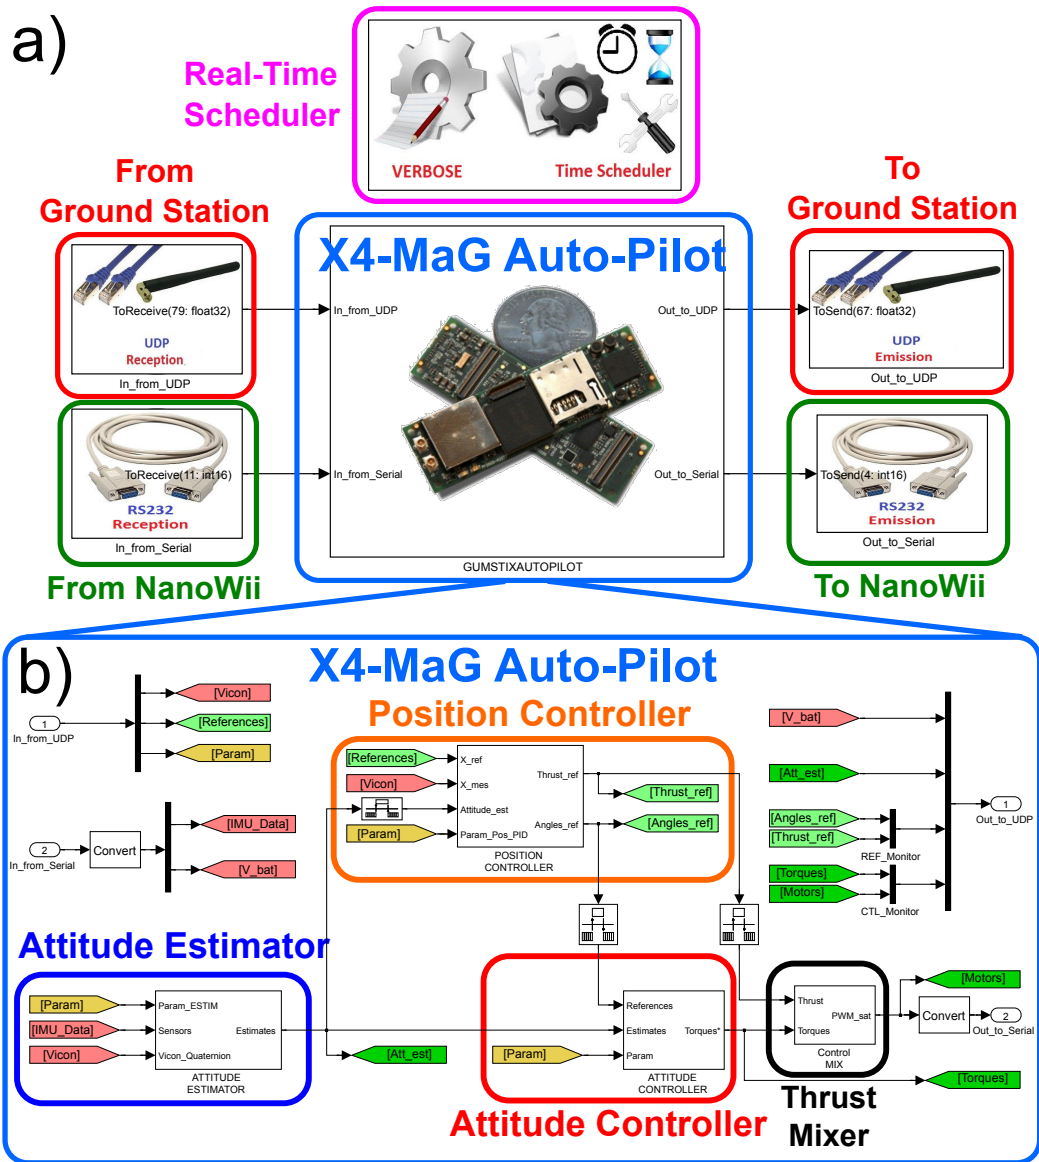 a)
Real-Time
Scheduler
VERBOSE
Time Scheduler
From
Ground Station
To
Ground Station
X4-MaG Auto-Pilot
ToReceive(79: float32)
UDP
Reception
In_from_UDP
In_from_UDP
Out_to_UDP
ToSend(67: float32)
UDP
Emission
Out_to_UDP
ToReceive(11: int16)
RS232
Reception
In_from_Serial
In_from_Serial
Out_to_Serial
ToSend(4: int16)
RS232
Emission
Out_to_Serial
From NanoWii
GUMSTIXAUTOPILOT
To NanoWii
b)
X4-MaG Auto-Pilot
Position Controller
1
In_from_UDP
[Vicon]
[References]
[Param]
2
In_from_Serial
Convert
[IMU_Data]
[V_bat]
[References]
[Vicon]
[Param]
X_ref
X_mes
Attitude_est
Param_Pos_PID
Thrust_ref
Angles_ref
POSITION
CONTROLLER
[Thrust_ref]
[Angles_ref]
[V_bat]
[Att_est]
[Angles_ref]
[Thrust_ref]
REF_Monitor
[Torques]
[Motors]
CTL_Monitor
1
Out_to_UDP
Attitude Estimator
[Param]
[IMU_Data]
[Vicon]
Param_ESTIM
Sensors
Vicon_Quaternion
Estimates
ATTITUDE
ESTIMATOR
[Att_est]
[Param]
References
Estimates
Param
Torques*
ATTITUDE
CONTROLLER
Attitude Controller
Thrust
Torques
PWM_sat
Control
MIX
Thrust
Mixer
[Motors]
Convert
2
Out_to_Serial
[Torques]